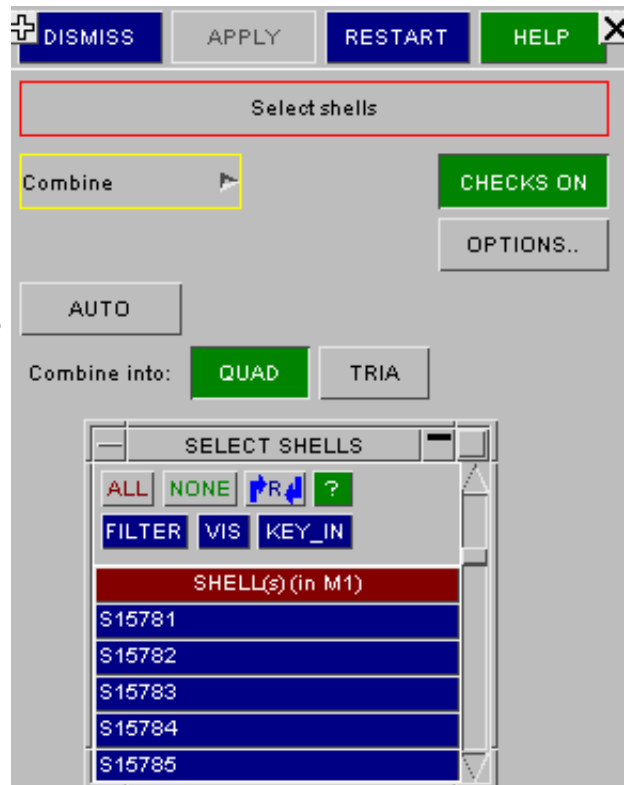 DISMISS APPLY RESTART HELP X
Select shells
Combine CHECKS ON
OPTIONS..
AUTO
Combine into: QUAD TRIA
SELECT SHELLS
ALL NONE R ?
FILTER VIS KEY_IN
SHELL(s) (in M1)
S15781
S15782
S15783
S15784
S15785